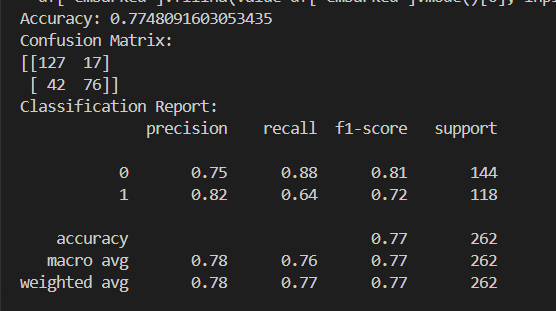 Accuracy: 0.7748091603053435
Confusion Matrix:
[[127  17]
 [ 42  76]]
Classification Report:
              precision    recall  f1-score   support

           0       0.75      0.88      0.81       144
           1       0.82      0.64      0.72       118

    accuracy                           0.77       262
   macro avg       0.78      0.76      0.77       262
weighted avg       0.78      0.77      0.77       262